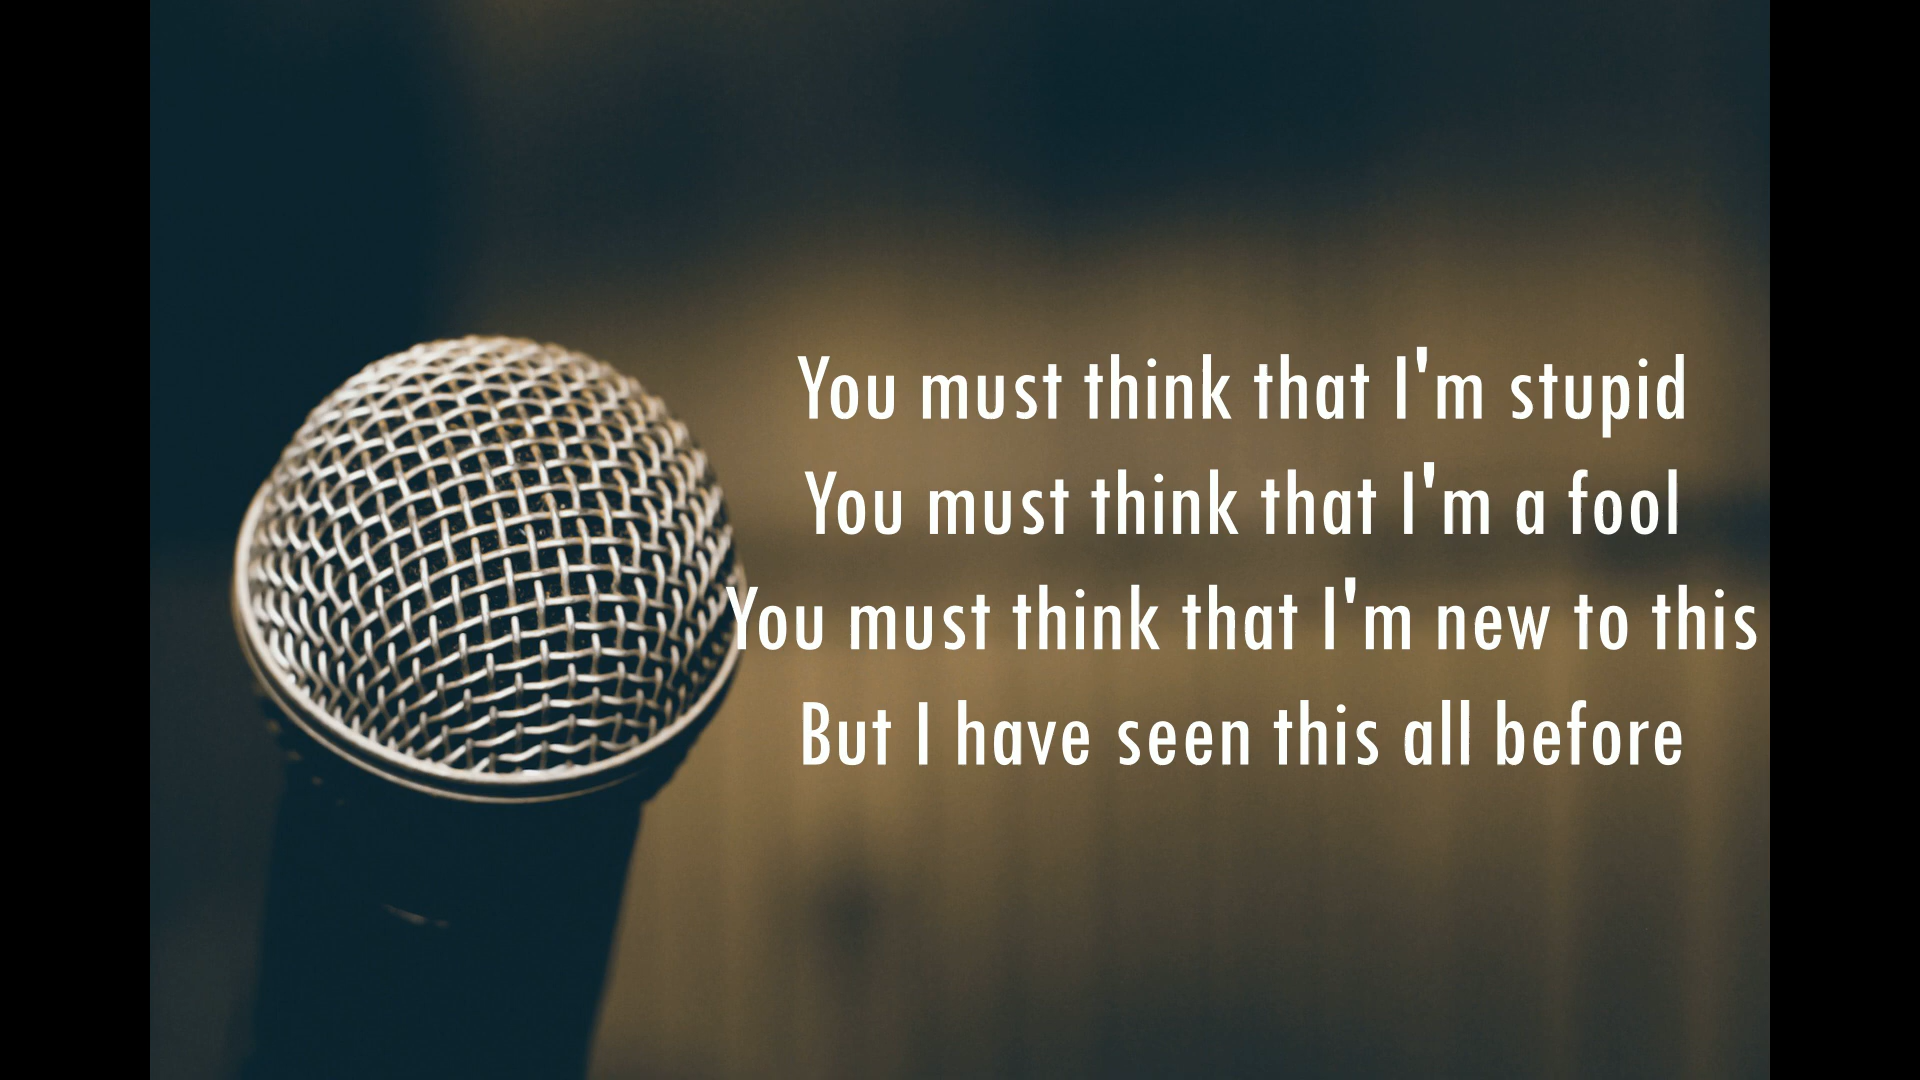 You must think that I'm stupid
You must think that I'm a fool
You must think that I'm new to this
But I have seen this all before